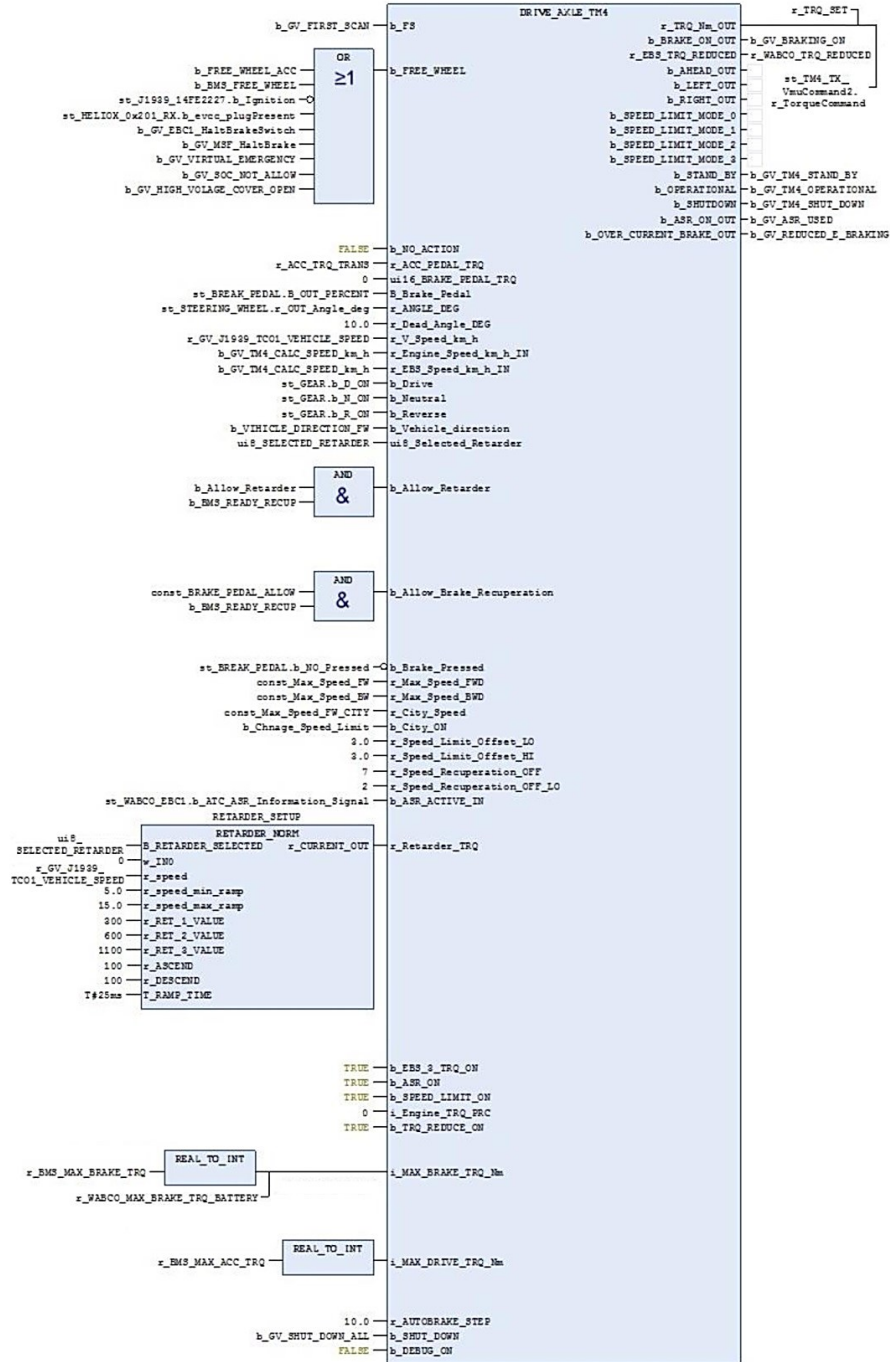 DRIVE_AXLE_TM4
r_TRQ_SET
b_GV_FIRST_SCAN b_FS r_TRQ_Nm_OUT
b_BRAKE_ON_OUT b_GV_BRAKING_ON
OR r_EBS_TRQ_REDUCED r_WABCO_TRQ_REDUCED
b_FREE_WHEEL_ACC ≥1 b_FREE_WHEEL b_AHEAD_OUT
b_BMS_FREE_WHEEL b_LEFT_OUT st_TM4_TX_
st_J1939_14FE2227.b_Ignition b_RIGHT_OUT VmuCommand2.
st_HELIOX_0x201_RX.b_evcc_plugPresent b_SPEED_LIMIT_MODE_0 r_TorqueCommand
b_GV_EBC1_HaltBrakeSwitch b_SPEED_LIMIT_MODE_1
b_GV_MSF_HaltBrake b_SPEED_LIMIT_MODE_2
b_GV_VIRTUAL_EMERGENCY b_SPEED_LIMIT_MODE_3
b_GV_SOC_NOT_ALLOW b_STAND_BY b_GV_TM4_STAND_BY
b_GV_HIGH_VOLAGE_COVER_OPEN b_OPERATIONAL b_GV_TM4_OPERATIONAL
b_SHUTDOWN b_GV_TM4_SHUT_DOWN
b_ASR_ON_OUT b_GV_ASR_USED
b_OVER_CURRENT_BRAKE_OUT b_GV_REDUCED_E_BRAKING
FALSE b_NO_ACTION
r_ACC_TRQ_TRANS r_ACC_PEDAL_TRQ
0 ui16_BRAKE_PEDAL_TRQ
st_BREAK_PEDAL.B_OUT_PERCENT B_Brake_Pedal
st_STEERING_WHEEL.r_OUT_Angle_deg r_ANGLE_DEG
10.0 r_Dead_Angle_DEG
r_GV_J1939_TCO1_VEHICLE_SPEED r_V_Speed_km_h
b_GV_TM4_CALC_SPEED_km_h r_Engine_Speed_km_h_IN
b_GV_TM4_CALC_SPEED_km_h r_EBS_Speed_km_h_IN
st_GEAR.b_D_ON b_Drive
st_GEAR.b_N_ON b_Neutral
st_GEAR.b_R_ON b_Reverse
b_VIHICLE_DIRECTION_FW b_Vehicle_direction
ui8_SELECTED_RETARDER ui8_Selected_Retarder
AND
b_Allow_Retarder & b_Allow_Retarder
b_BMS_READY_RECUP
AND
const_BRAKE_PEDAL_ALLOW & b_Allow_Brake_Recuperation
b_BMS_READY_RECUP
st_BREAK_PEDAL.b_NO_Pressed b_Brake_Pressed
const_Max_Speed_FW r_Max_Speed_FWD
const_Max_Speed_BW r_Max_Speed_BWD
const_Max_Speed_FW_CITY r_City_Speed
b_Chnage_Speed_Limit b_City_ON
3.0 r_Speed_Limit_Offset_LO
3.0 r_Speed_Limit_Offset_HI
7 r_Speed_Recuperation_OFF
2 r_Speed_Recuperation_OFF_LO
st_WABCO_EBC1.b_ATC_ASR_Information_Signal b_ASR_ACTIVE_IN
RETARDER_SETUP
RETARDER_NORM
ui8_
SELECTED_RETARDER B_RETARDER_SELECTED r_CURRENT_OUT r_Retarder_TRQ
0 w_IN0
r_GV_J1939_
TCO1_VEHICLE_SPEED r_speed
5.0 r_speed_min_ramp
15.0 r_speed_max_ramp
300 r_RET_1_VALUE
600 r_RET_2_VALUE
1100 r_RET_3_VALUE
100 r_ASCEND
100 r_DESCEND
T#25ms T_RAMP_TIME
TRUE b_EBS_3_TRQ_ON
TRUE b_ASR_ON
TRUE b_SPEED_LIMIT_ON
0 i_Engine_TRQ_PRC
TRUE b_TRQ_REDUCE_ON
REAL_TO_INT
r_BMS_MAX_BRAKE_TRQ i_MAX_BRAKE_TRQ_Nm
r_WABCO_MAX_BRAKE_TRQ_BATTERY
REAL_TO_INT
r_BMS_MAX_ACC_TRQ i_MAX_DRIVE_TRQ_Nm
10.0 r_AUTOBRAKE_STEP
b_GV_SHUT_DOWN_ALL b_SHUT_DOWN
FALSE b_DEBUG_ON